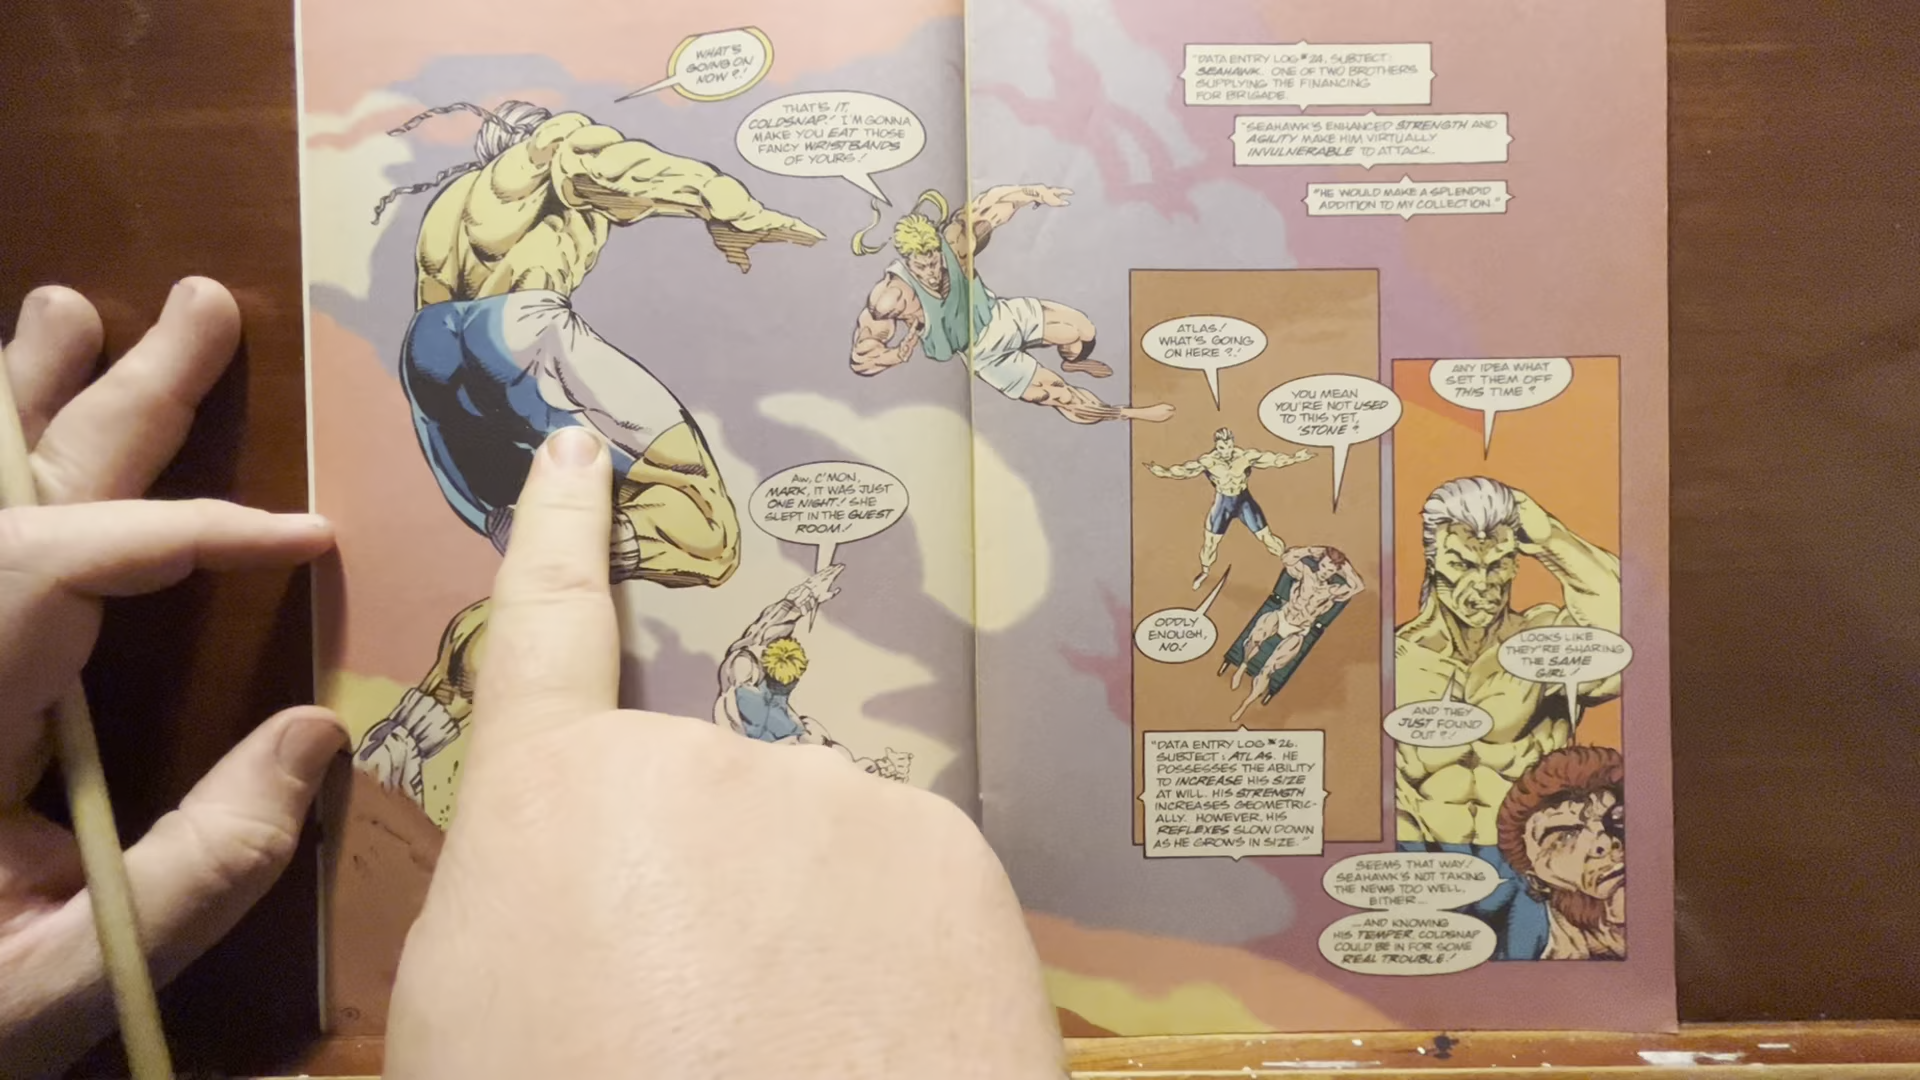 WHAT'S
GOING ON
NOW?!
THAT'S IT,
COLDSNAP! I'M GONNA
MAKE YOU EAT THOSE
FANCY WRISTBANDS
OF YOURS!
AW, C'MON,
MARK, IT WAS JUST
ONE NIGHT! SHE
SLEPT IN THE GUEST
ROOM!
"DATA ENTRY LOG #24. SUBJECT:
SEAHAWK. ONE OF TWO BROTHERS
SUPPLYING THE FINANCING
FOR BRIGADE.
"SEAHAWK'S ENHANCED STRENGTH AND
AGILITY MAKE HIM VIRTUALLY
INVULNERABLE TO ATTACK.
"HE WOULD MAKE A SPLENDID
ADDITION TO MY COLLECTION."
ATLAS!
WHAT'S GOING
ON HERE?!
YOU MEAN
YOU'RE NOT USED
TO THIS YET,
'STONE?
ODDLY
ENOUGH,
NO!
"DATA ENTRY LOG #26.
SUBJECT: ATLAS. HE
POSSESSES THE ABILITY
TO INCREASE HIS SIZE
AT WILL. HIS STRENGTH
INCREASES GEOMETRIC-
ALLY. HOWEVER, HIS
REFLEXES SLOW DOWN
AS HE GROWS IN SIZE."
ANY IDEA WHAT
SET THEM OFF
THIS TIME?
LOOKS LIKE
THEY'RE SHARING
THE SAME
GIRL!
AND THEY
JUST FOUND
OUT?!
SEEMS THAT WAY!
SEAHAWK'S NOT TAKING
THE NEWS TOO WELL,
EITHER...
...AND KNOWING
HIS TEMPER, COLDSNAP
COULD BE IN FOR SOME
REAL TROUBLE!